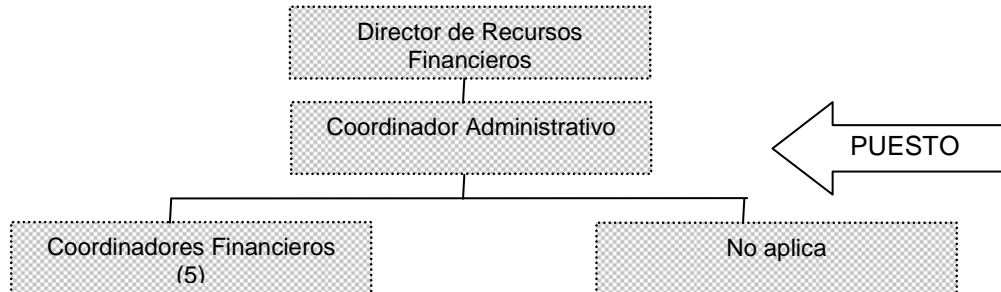 Director de Recursos
Financieros
Coordinador Administrativo
PUESTO
Coordinadores Financieros
(5)
No aplica